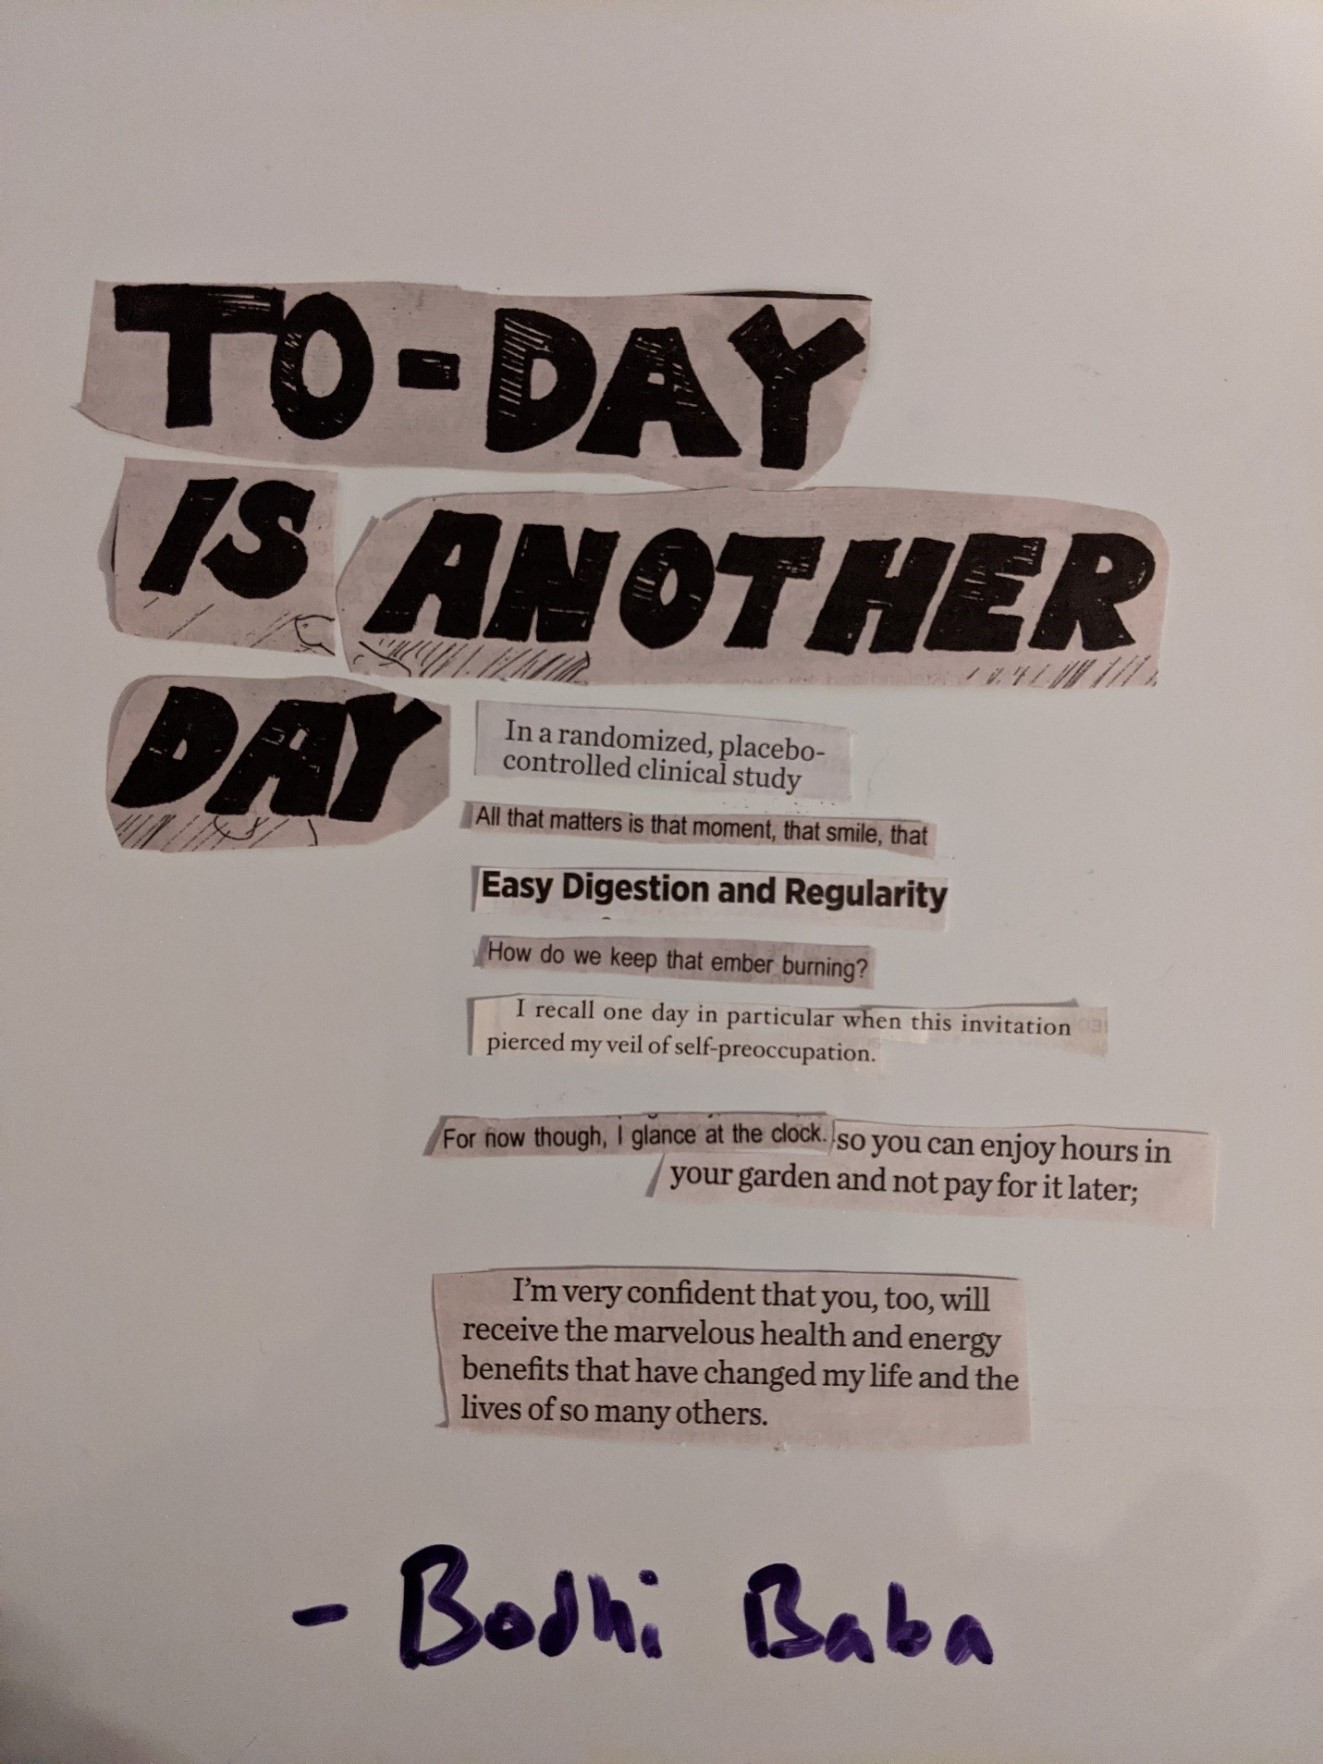 TO-DAY
IS ANOTHER
DAY
In a randomized, placebo-
controlled clinical study
All that matters is that moment, that smile, that
Easy Digestion and Regularity
How do we keep that ember burning?
I recall one day in particular when this invitation
pierced my veil of self-preoccupation.
For now though, I glance at the clock. so you can enjoy hours in
your garden and not pay for it later;
I'm very confident that you, too, will
receive the marvelous health and energy
benefits that have changed my life and the
lives of so many others.
- Bodhi Baba